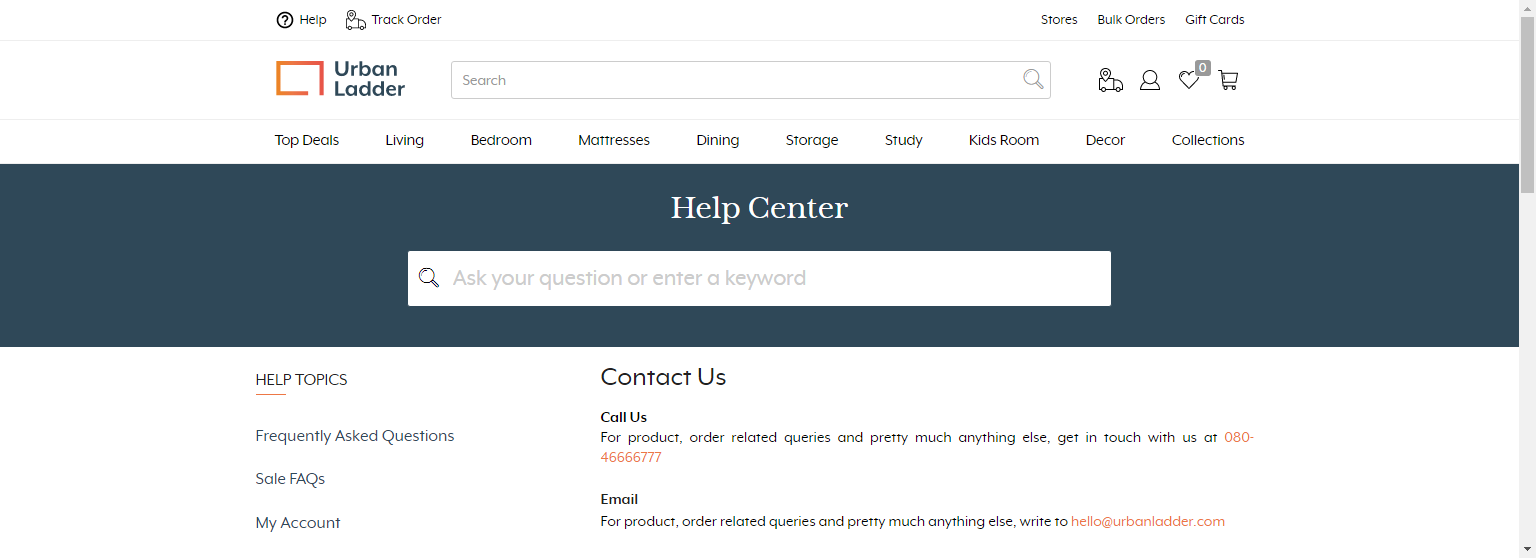 Help Track Order Stores Bulk Orders Gift Cards
Urban
Ladder
Search
0
Top Deals Living Bedroom Mattresses Dining Storage Study Kids Room Decor Collections
Help Center
Ask your question or enter a keyword
HELP TOPICS
Frequently Asked Questions
Sale FAQs
My Account
Contact Us
Call Us
For product, order related queries and pretty much anything else, get in touch with us at 080-
46666777
Email
For product, order related queries and pretty much anything else, write to hello@urbanladder.com